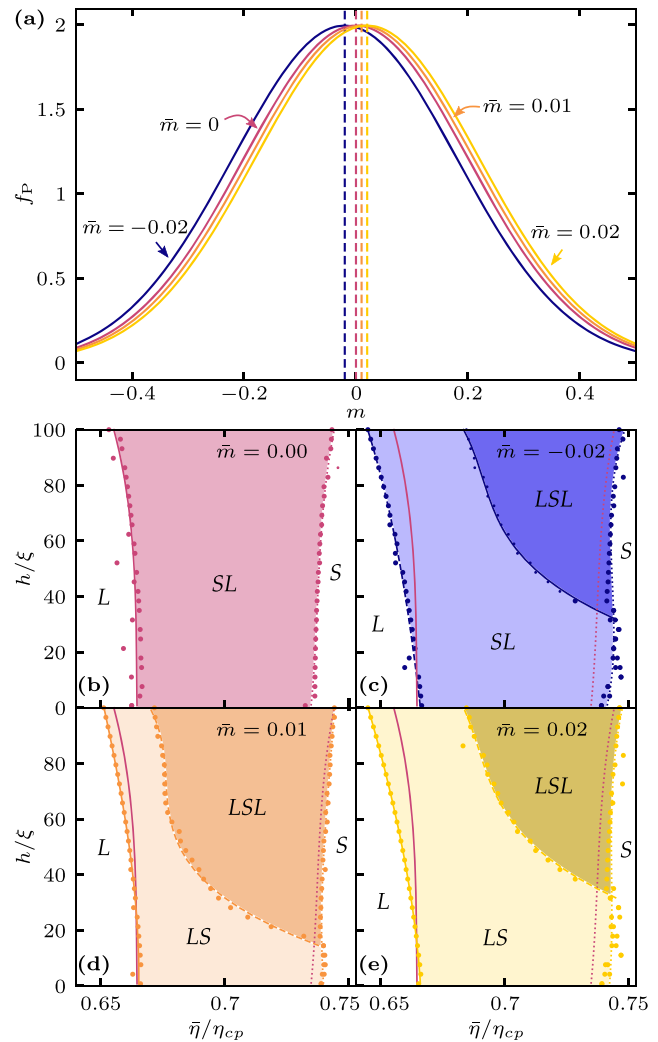 (a)
2
1.5
1
0.5
0
f_P
m̄ = 0
m̄ = 0.01
m̄ = −0.02
m̄ = 0.02
−0.4 −0.2 0 0.2 0.4
m
100
80
60
40
20
0
h/ξ
m̄ = 0.00
L
SL
S
(b)
m̄ = −0.02
LSL
L
SL
S
(c)
80
60
40
20
0
h/ξ
m̄ = 0.01
LSL
L
LS
S
(d)
m̄ = 0.02
LSL
L
LS
S
(e)
0.65 0.7 0.75
η̄/η_cp
0.65 0.7 0.75
η̄/η_cp